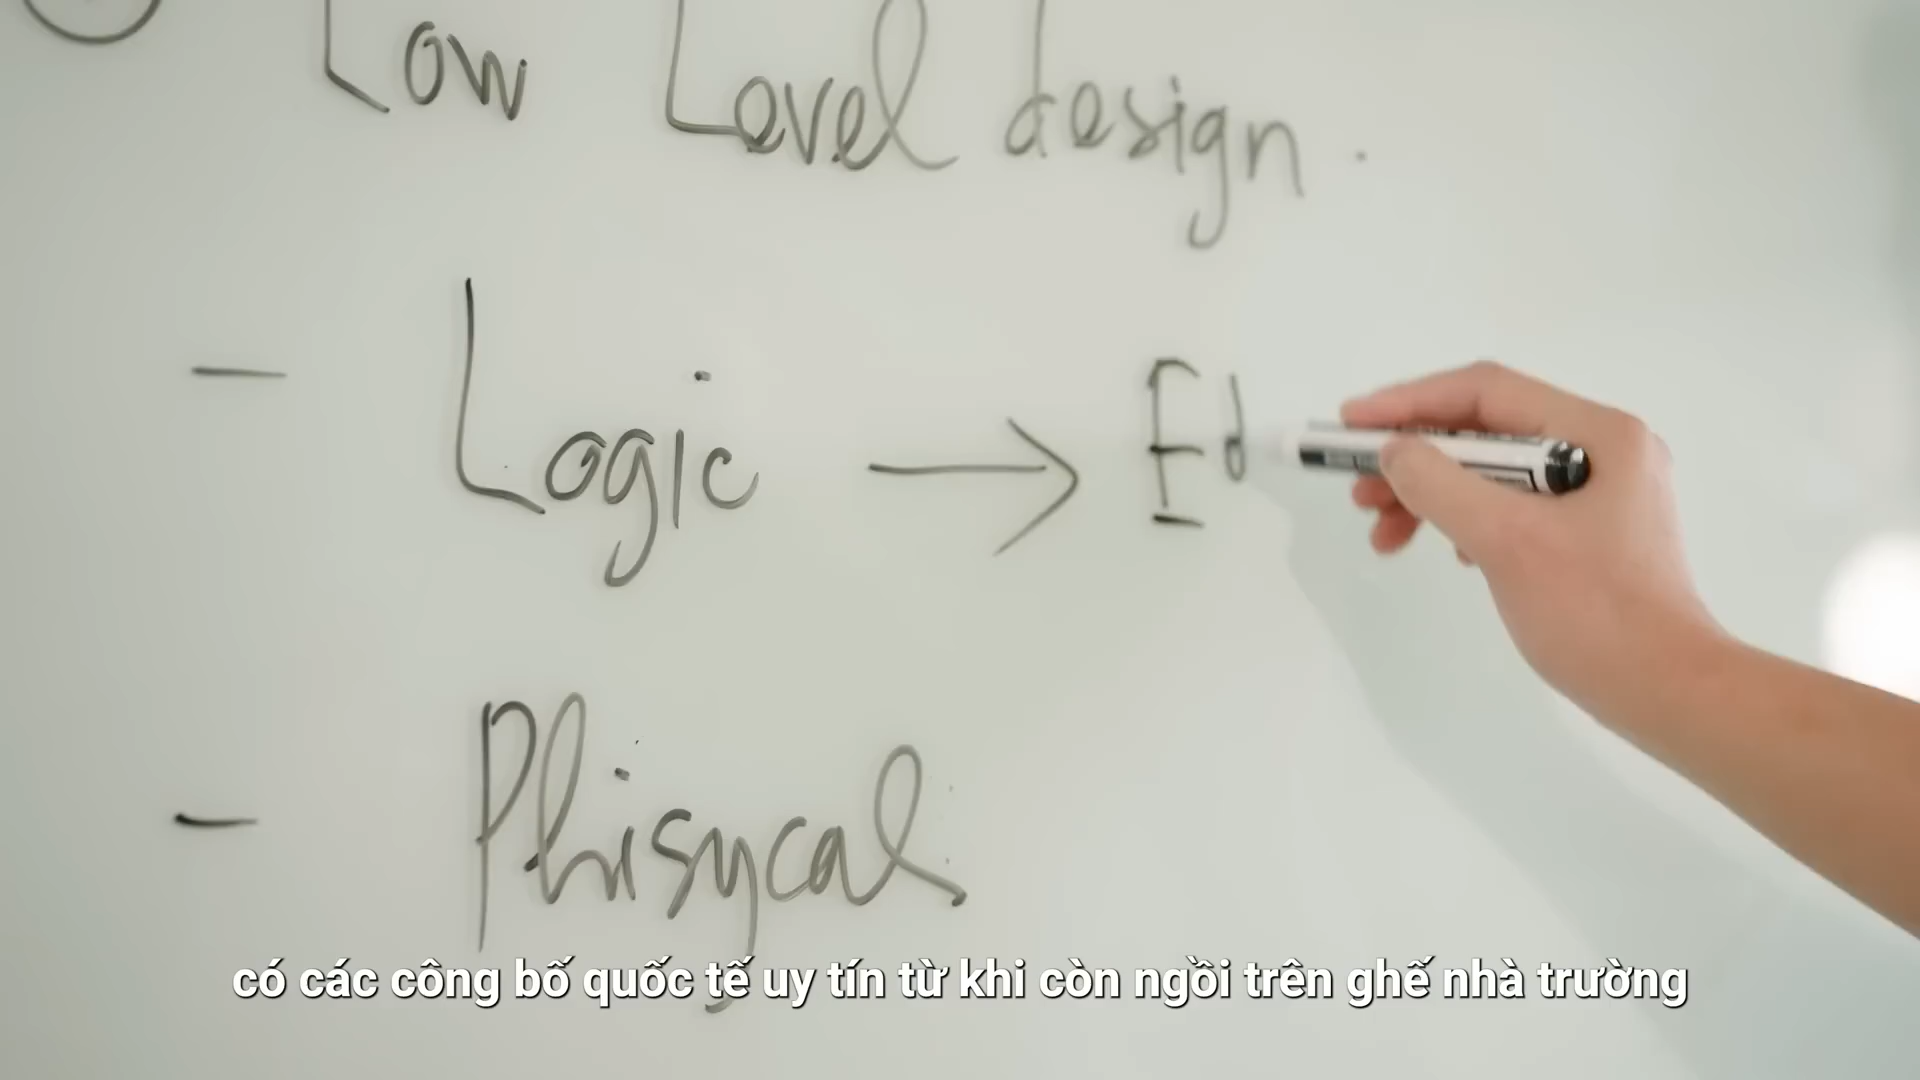 Low Level design.
- Logic → Ed
- Phisycal
có các công bố quốc tế uy tín từ khi còn ngồi trên ghế nhà trường